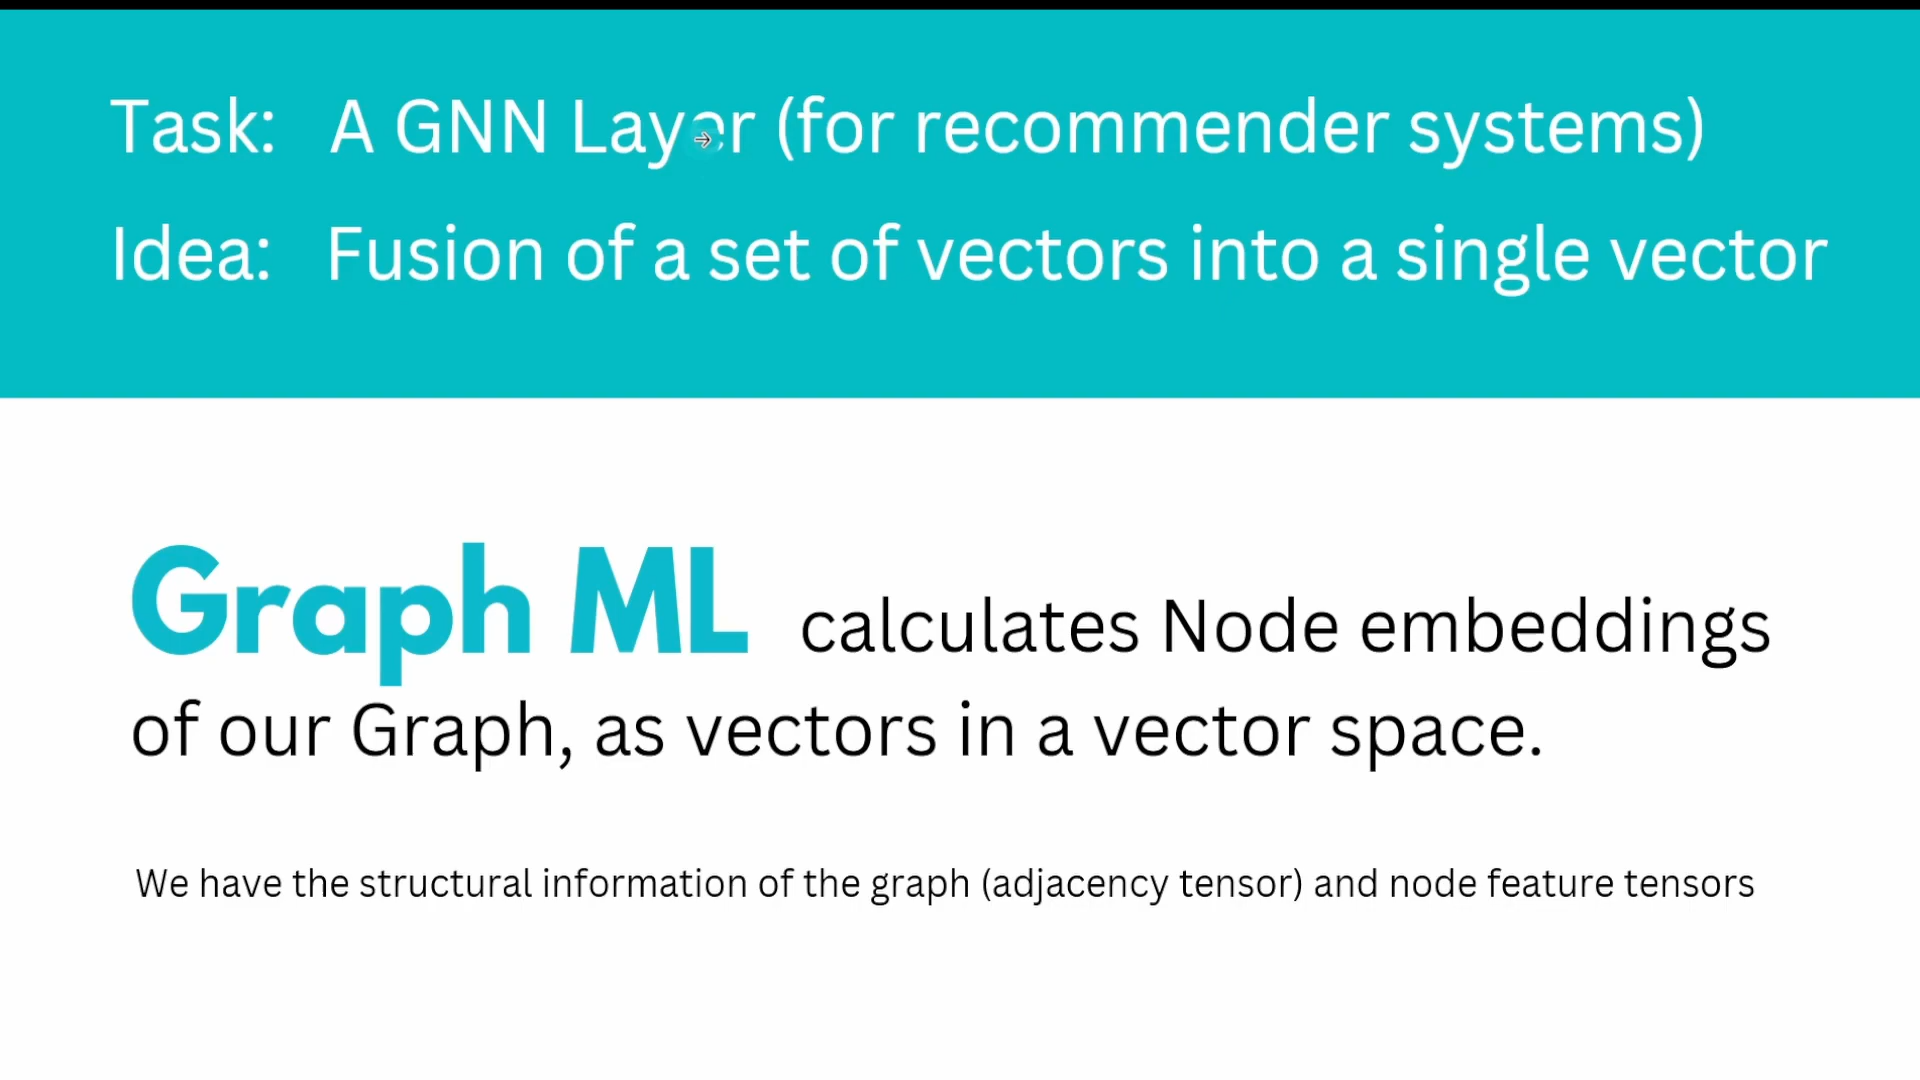 Task: A GNN Layer (for recommender systems)
Idea: Fusion of a set of vectors into a single vector
Graph ML calculates Node embeddings
of our Graph, as vectors in a vector space.
We have the structural information of the graph (adjacency tensor) and node feature tensors